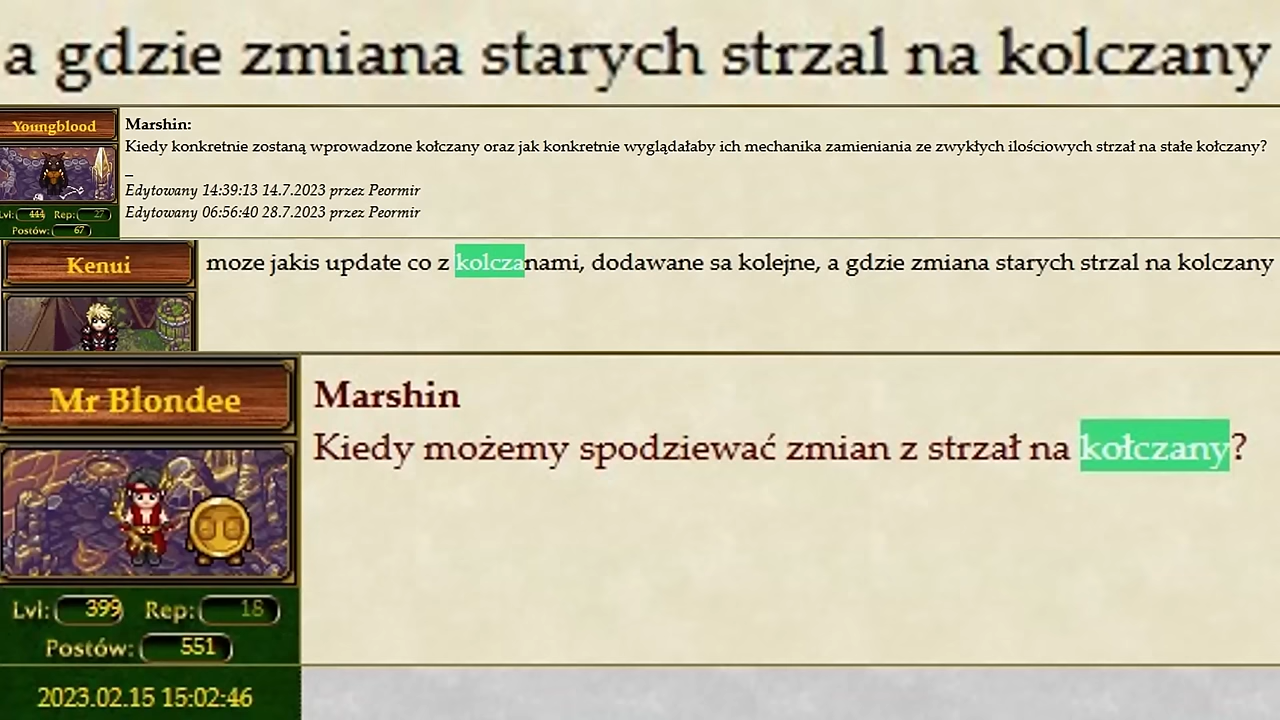 a gdzie zmiana starych strzal na kolczany
Youngblood
Marshin:
Kiedy konkretnie zostaną wprowadzone kołczany oraz jak konkretnie wyglądałaby ich mechanika zamieniania ze zwykłych ilościowych strzał na stałe kołczany?
_
Edytowany 14:39:13 14.7.2023 przez Peormir
Edytowany 06:56:40 28.7.2023 przez Peormir
Lvl: 444 Rep: 27
Postów: 67
Kenui
moze jakis update co z kolczanami, dodawane sa kolejne, a gdzie zmiana starych strzal na kolczany
Mr Blondee
Marshin
Kiedy możemy spodziewać zmian z strzał na kołczany?
Lvl: 399 Rep: 18
Postów: 551
2023.02.15 15:02:46